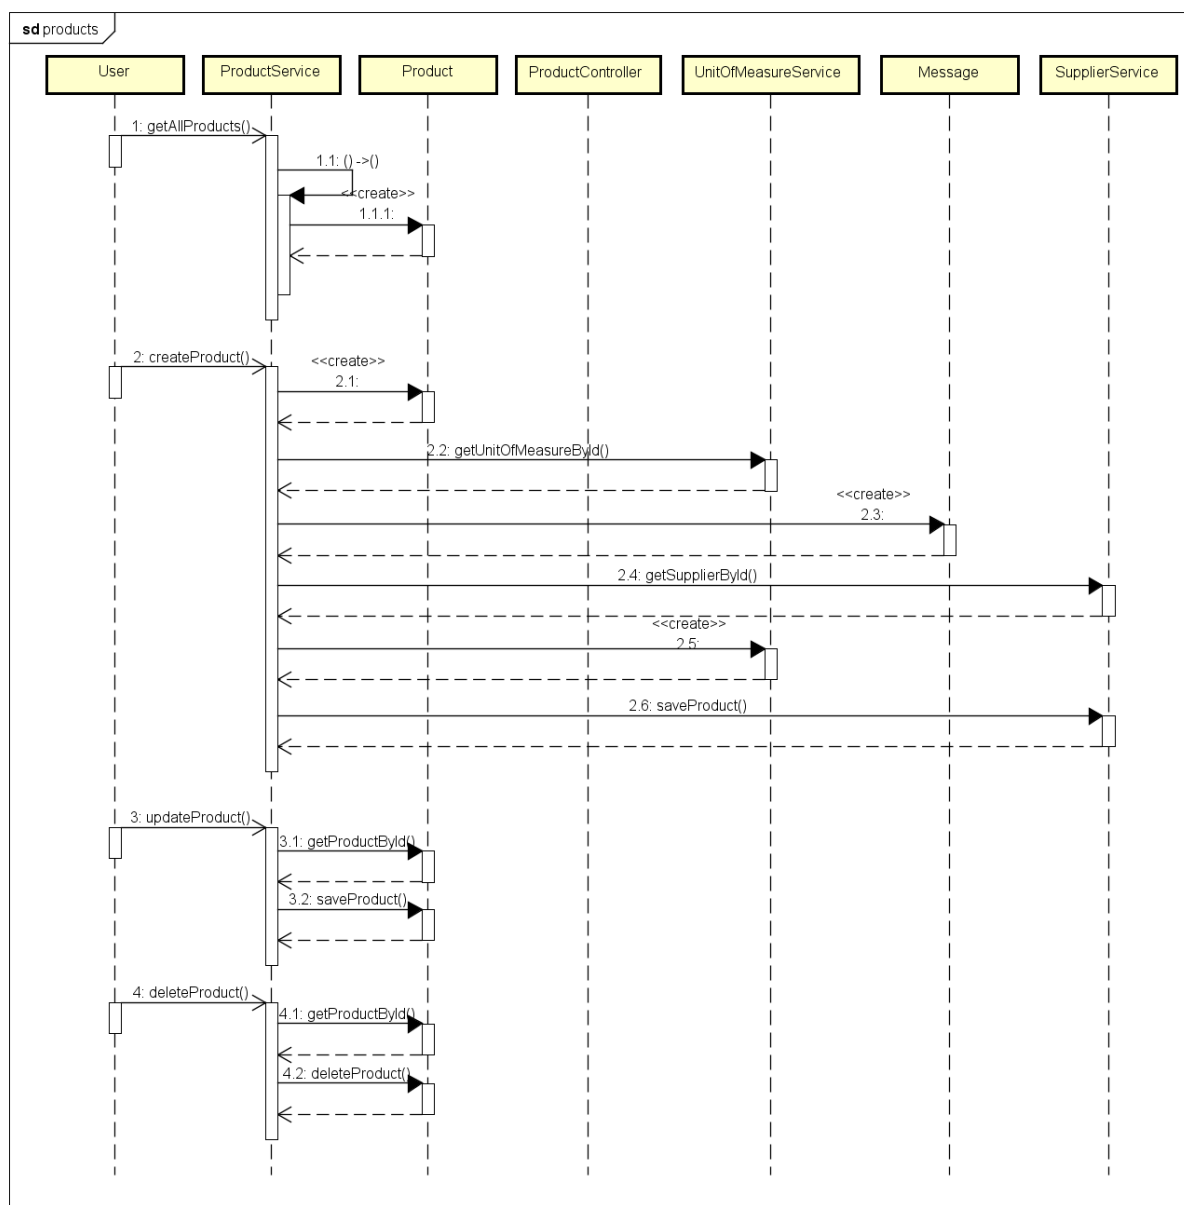 sd products
User
ProductService
Product
ProductController
UnitOfMeasureService
Message
SupplierService
1: getAllProducts()
1.1: () ->()
<<create>>
1.1.1:
2: createProduct()
<<create>>
2.1:
2.2: getUnitOfMeasureById()
<<create>>
2.3:
2.4: getSupplierById()
<<create>>
2.5:
2.6: saveProduct()
3: updateProduct()
3.1: getProductById()
3.2: saveProduct()
4: deleteProduct()
4.1: getProductById()
4.2: deleteProduct()